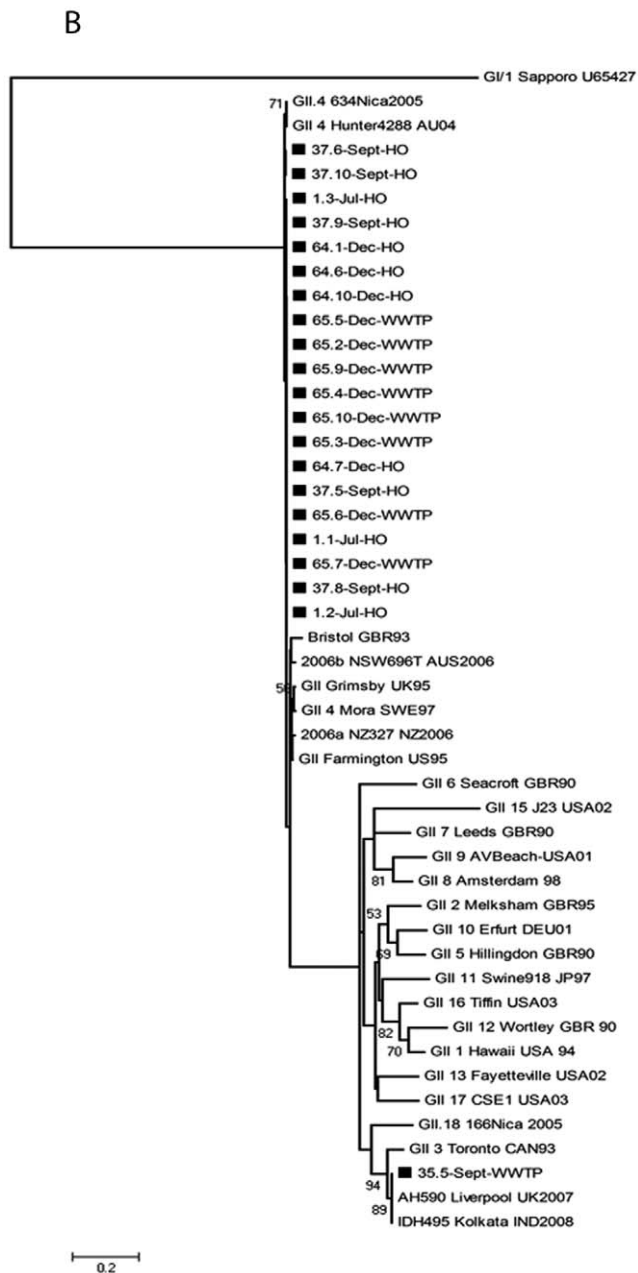 B
GI/1 Sapporo U65427
71
GII.4 634Nica2005
GII 4 Hunter4288 AU04
37.6-Sept-HO
37.10-Sept-HO
1.3-Jul-HO
37.9-Sept-HO
64.1-Dec-HO
64.6-Dec-HO
64.10-Dec-HO
65.5-Dec-WWTP
65.2-Dec-WWTP
65.9-Dec-WWTP
65.4-Dec-WWTP
65.10-Dec-WWTP
65.3-Dec-WWTP
64.7-Dec-HO
37.5-Sept-HO
65.6-Dec-WWTP
1.1-Jul-HO
65.7-Dec-WWTP
37.8-Sept-HO
1.2-Jul-HO
Bristol GBR93
2006b NSW696T AUS2006
GII Grimsby UK95
GII 4 Mora SWE97
2006a NZ327 NZ2006
GII Farmington US95
GII 6 Seacroft GBR90
GII 15 J23 USA02
GII 7 Leeds GBR90
GII 9 AVBeach-USA01
81
GII 8 Amsterdam 98
GII 2 Melksham GBR95
53
GII 10 Erfurt DEU01
69
GII 5 Hillingdon GBR90
GII 11 Swine918 JP97
GII 16 Tiffin USA03
GII 12 Wortley GBR 90
82
70
GII 1 Hawaii USA 94
GII 13 Fayetteville USA02
GII 17 CSE1 USA03
GII.18 166Nica 2005
GII 3 Toronto CAN93
35.5-Sept-WWTP
94
AH590 Liverpool UK2007
89
IDH495 Kolkata IND2008
0.2